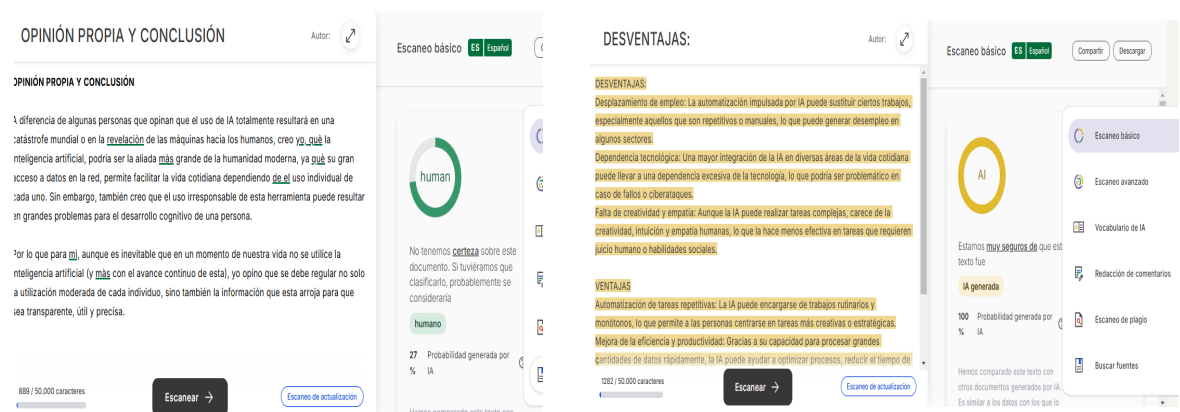 OPINIÓN PROPIA Y CONCLUSIÓN
Autor:
OPINIÓN PROPIA Y CONCLUSIÓN
A diferencia de algunas personas que opinan que el uso de IA totalmente resultará en una
catástrofe mundial o en la revelaciòn de las máquinas hacia los humanos, creo yo, què la
inteligencia artificial, podría ser la aliada màs grande de la humanidad moderna, ya què su gran
acceso a datos en la red, permite facilitar la vida cotidiana dependiendo de el uso individual de
cada uno. Sin embargo, también creo que el uso irresponsable de esta herramienta puede resultar
en grandes problemas para el desarrollo cognitivo de una persona.
Por lo que para mì, aunque es inevitable que en un momento de nuestra vida no se utilice la
inteligencia artificial (y màs con el avance continuo de esta), yo opino que se debe regular no solo
la utilización moderada de cada individuo, sino también la información que esta arroja para que
sea transparente, útil y precisa.
889 / 50.000 caracteres
Escanear
Escaneo de actualización
Escaneo básico ES Español
human
No tenemos certeza sobre este
documento. Si tuviéramos que
clasificarlo, probablemente se
consideraría
humano
27 Probabilidad generada por
% IA
Hemos comparado este texto con
DESVENTAJAS:
Autor:
DESVENTAJAS:
Desplazamiento de empleo: La automatización impulsada por IA puede sustituir ciertos trabajos,
especialmente aquellos que son repetitivos o manuales, lo que puede generar desempleo en
algunos sectores.
Dependencia tecnológica: Una mayor integración de la IA en diversas áreas de la vida cotidiana
puede llevar a una dependencia excesiva de la tecnología, lo que podría ser problemático en
caso de fallos o ciberataques.
Falta de creatividad y empatía: Aunque la IA puede realizar tareas complejas, carece de la
creatividad, intuición y empatía humanas, lo que la hace menos efectiva en tareas que requieren
juicio humano o habilidades sociales.
VENTAJAS
Automatización de tareas repetitivas: La IA puede encargarse de trabajos rutinarios y
monótonos, lo que permite a las personas centrarse en tareas más creativas o estratégicas.
Mejora de la eficiencia y productividad: Gracias a su capacidad para procesar grandes
cantidades de datos rápidamente, la IA puede ayudar a optimizar procesos, reducir el tiempo de
1282 / 50.000 caracteres
Escanear
Escaneo de actualización
Escaneo básico ES Español
Compartir
Descargar
AI
Estamos muy seguros de que est
texto fue
IA generada
100 Probabilidad generada por
% IA
Hemos comparado este texto con
otros documentos generados por IA.
Es similar a los datos con los que lo
Escaneo básico
Escaneo avanzado
Vocabulario de IA
Redacción de comentarios
Escaneo de plagio
Buscar fuentes